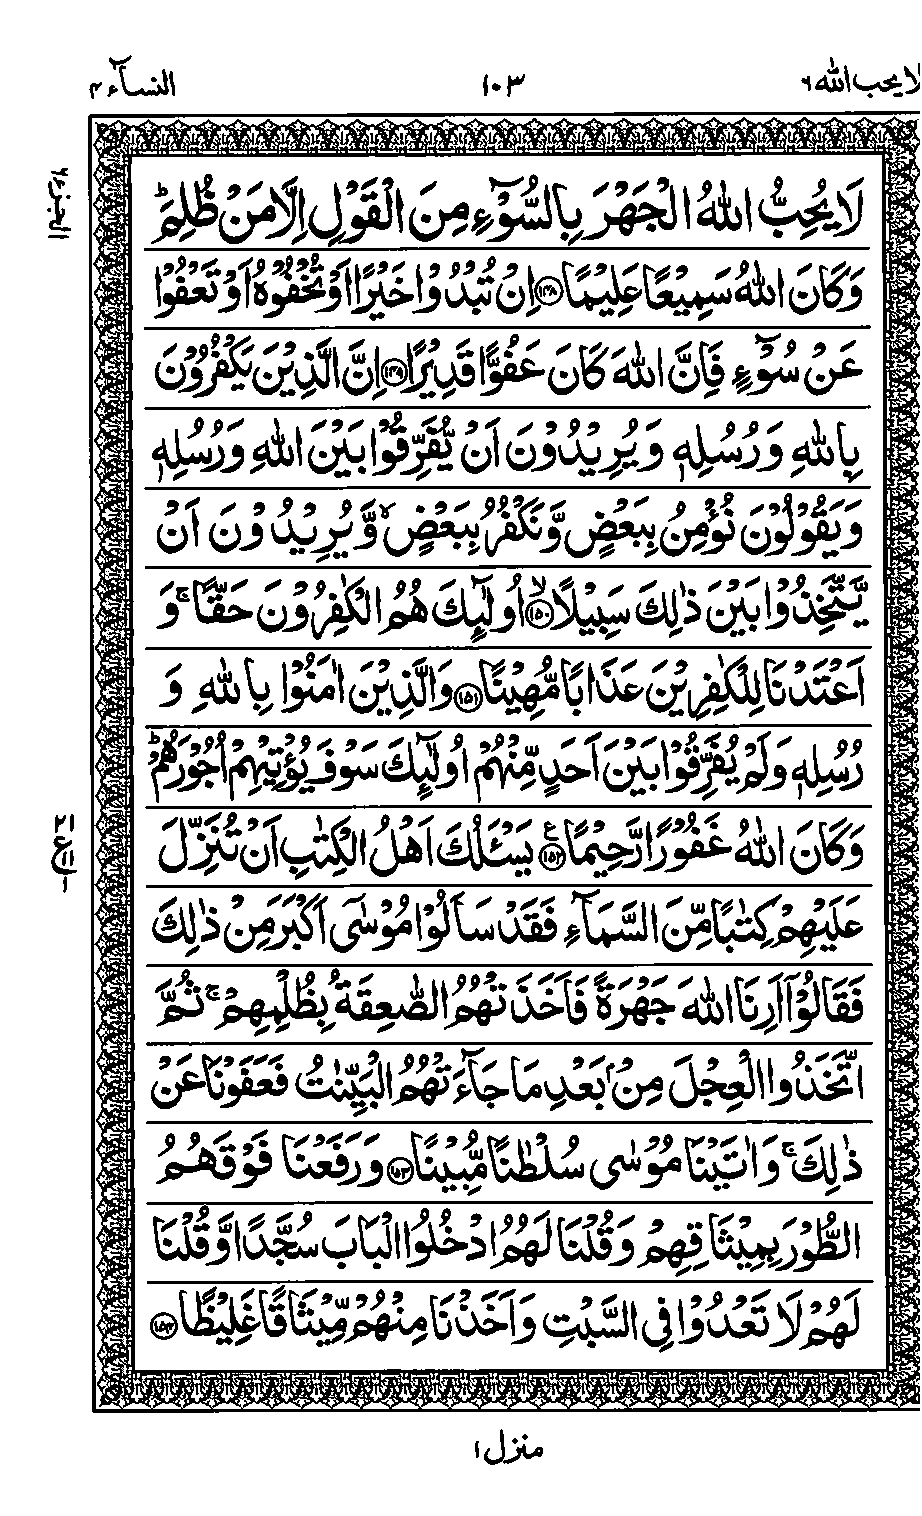 لا يحب الله ٦
١٠٣
النسآء ٤
الجزء ٦
لَا يُحِبُّ اللّٰهُ الْجَهْرَ بِالسُّوْٓءِ مِنَ الْقَوْلِ اِلَّا مَنْ ظُلِمَ ؕ
وَكَانَ اللّٰهُ سَمِيْعًا عَلِيْمًا ﴿١٤٨﴾ اِنْ تُبْدُوْا خَيْرًا اَوْ تُخْفُوْهُ اَوْ تَعْفُوْا
عَنْ سُوْٓءٍ فَاِنَّ اللّٰهَ كَانَ عَفُوًّا قَدِيْرًا ﴿١٤٩﴾ اِنَّ الَّذِيْنَ يَكْفُرُوْنَ
بِاللّٰهِ وَرُسُلِهٖ وَيُرِيْدُوْنَ اَنْ يُّفَرِّقُوْا بَيْنَ اللّٰهِ وَرُسُلِهٖ
وَيَقُوْلُوْنَ نُؤْمِنُ بِبَعْضٍ وَّنَكْفُرُ بِبَعْضٍ ۙ وَّيُرِيْدُوْنَ اَنْ
يَّتَّخِذُوْا بَيْنَ ذٰلِكَ سَبِيْلًا ۙ﴿١٥٠﴾ اُولٰٓئِكَ هُمُ الْكٰفِرُوْنَ حَقًّا ۚ وَ
اَعْتَدْنَا لِلْكٰفِرِيْنَ عَذَابًا مُّهِيْنًا ﴿١٥١﴾ وَالَّذِيْنَ اٰمَنُوْا بِاللّٰهِ وَ
رُسُلِهٖ وَلَمْ يُفَرِّقُوْا بَيْنَ اَحَدٍ مِّنْهُمْ اُولٰٓئِكَ سَوْفَ يُؤْتِيْهِمْ اُجُوْرَهُمْ ؕ
وَكَانَ اللّٰهُ غَفُوْرًا رَّحِيْمًا ﴿١٥٢﴾ ع يَسْـَٔلُكَ اَهْلُ الْكِتٰبِ اَنْ تُنَزِّلَ
عَلَيْهِمْ كِتٰبًا مِّنَ السَّمَآءِ فَقَدْ سَاَلُوْا مُوْسٰٓى اَكْبَرَ مِنْ ذٰلِكَ
فَقَالُوْٓا اَرِنَا اللّٰهَ جَهْرَةً فَاَخَذَتْهُمُ الصّٰعِقَةُ بِظُلْمِهِمْ ۚ ثُمَّ
اتَّخَذُوا الْعِجْلَ مِنْۢ بَعْدِ مَا جَآءَتْهُمُ الْبَيِّنٰتُ فَعَفَوْنَا عَنْ
ذٰلِكَ ۚ وَاٰتَيْنَا مُوْسٰى سُلْطٰنًا مُّبِيْنًا ﴿١٥٣﴾ وَرَفَعْنَا فَوْقَهُمُ
الطُّوْرَ بِمِيْثَاقِهِمْ وَقُلْنَا لَهُمُ ادْخُلُوا الْبَابَ سُجَّدًا وَّقُلْنَا
لَهُمْ لَا تَعْدُوْا فِى السَّبْتِ وَاَخَذْنَا مِنْهُمْ مِّيْثَاقًا غَلِيْظًا ﴿١٥٤﴾
منزل ١